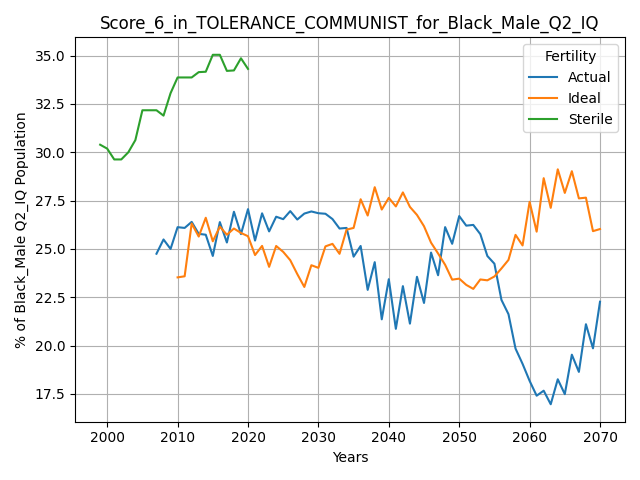 Score_6_in_TOLERANCE_COMMUNIST_for_Black_Male_Q2_IQ
Fertility
Actual
Ideal
Sterile
% of Black_Male Q2_IQ Population
35.0
32.5
30.0
27.5
25.0
22.5
20.0
17.5
2000 2010 2020 2030 2040 2050 2060 2070
Years